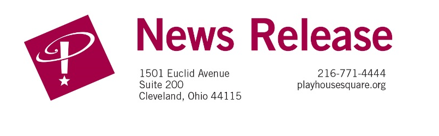 News Release
1501 Euclid Avenue
Suite 200
Cleveland, Ohio 44115
216-771-4444
playhousesquare.org